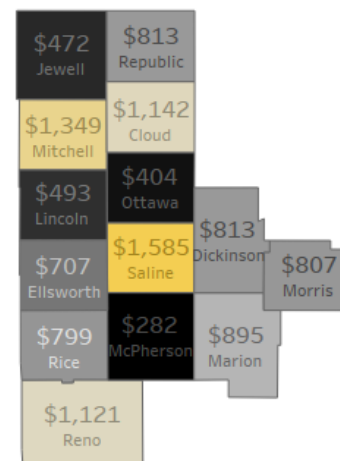 $472
Jewell
$813
Republic
$1,349
Mitchell
$1,142
Cloud
$493
Lincoln
$404
Ottawa
$813
Dickinson
$1,585
Saline
$707
Ellsworth
$807
Morris
$799
Rice
$282
McPherson
$895
Marion
$1,121
Reno